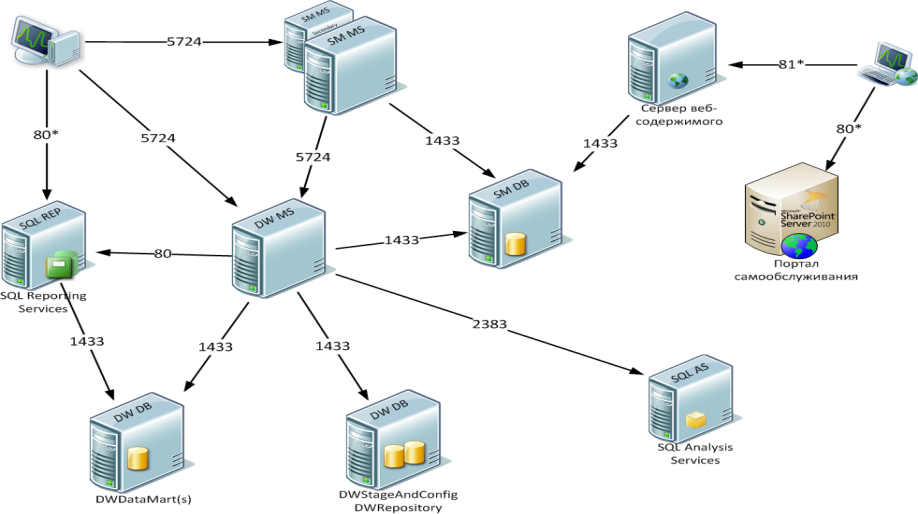 SM MS
Secondary
SM MS
5724
81*
Сервер веб-
содержимого
80*
5724
5724
1433
1433
80*
SM DB
SQL REP
DW MS
Microsoft
SharePoint
Server 2010
1433
80
Портал
самообслуживания
SQL Reporting
Services
2383
1433
1433
1433
SQL AS
DW DB
DW DB
SQL Analysis
Services
DWDataMart(s)
DWStageAndConfig
DWRepository